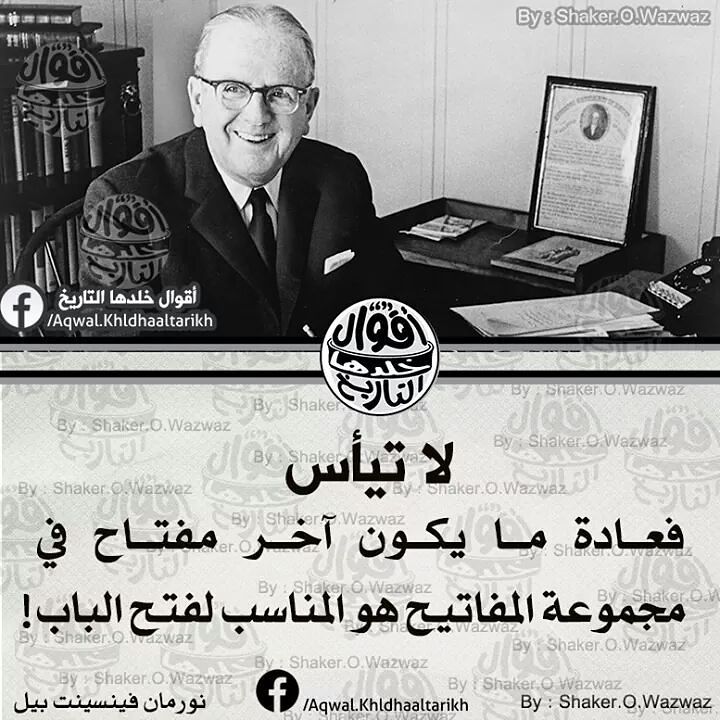 By : Shaker.O.Wazwaz
أقوال خلدها التاريخ
/Aqwal.Khldhaaltarikh
أقوال
خلدها
التاريخ
لا تيأس
فعادة ما يكون آخر مفتاح في
مجموعة المفاتيح هو المناسب لفتح الباب!
نورمان فينسينت بيل
/Aqwal.Khldhaaltarikh
By : Shaker.O.Wazwaz